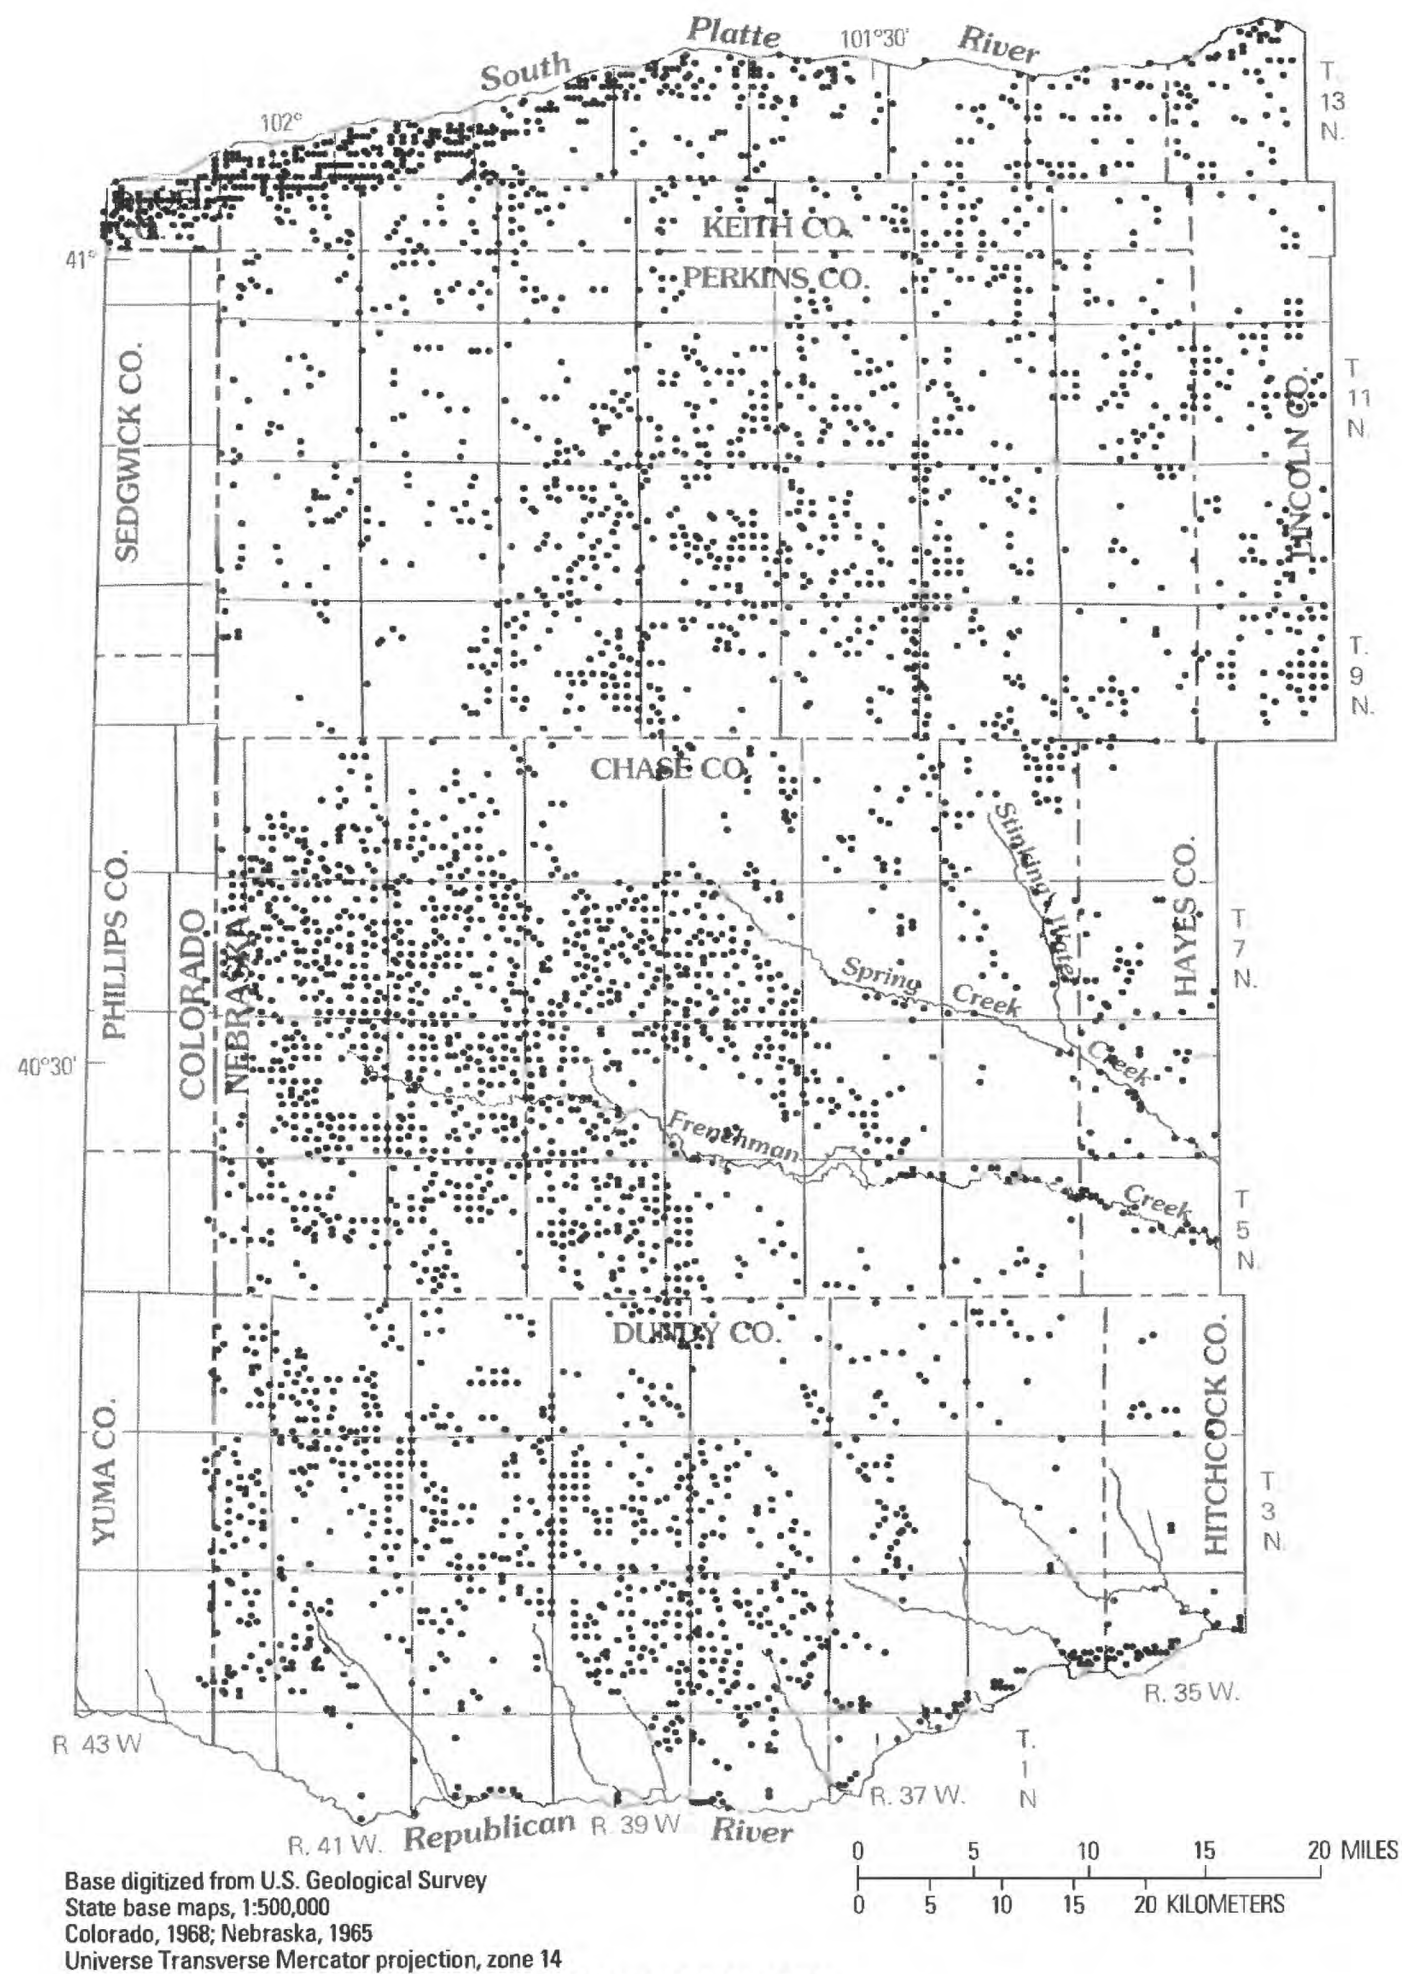 South Platte River
101°30'
102°
T.
13
N.
KEITH CO.
41°
PERKINS CO.
SEDGWICK CO.
LINCOLN CO.
T
11
N.
T.
9
N.
CHASE CO.
Stinking Water Creek
PHILLIPS CO.
COLORADO
NEBRASKA
HAYES CO.
T
7
N.
Spring Creek
40°30'
Frenchman Creek
T
5
N.
DUNDY CO.
YUMA CO.
HITCHCOCK CO.
T
3
N.
R 43 W
R. 35 W.
T.
1
N
R. 37 W.
R. 41 W.
R. 39 W
Republican River
0 5 10 15 20 MILES
0 5 10 15 20 KILOMETERS
Base digitized from U.S. Geological Survey
State base maps, 1:500,000
Colorado, 1968; Nebraska, 1965
Universe Transverse Mercator projection, zone 14